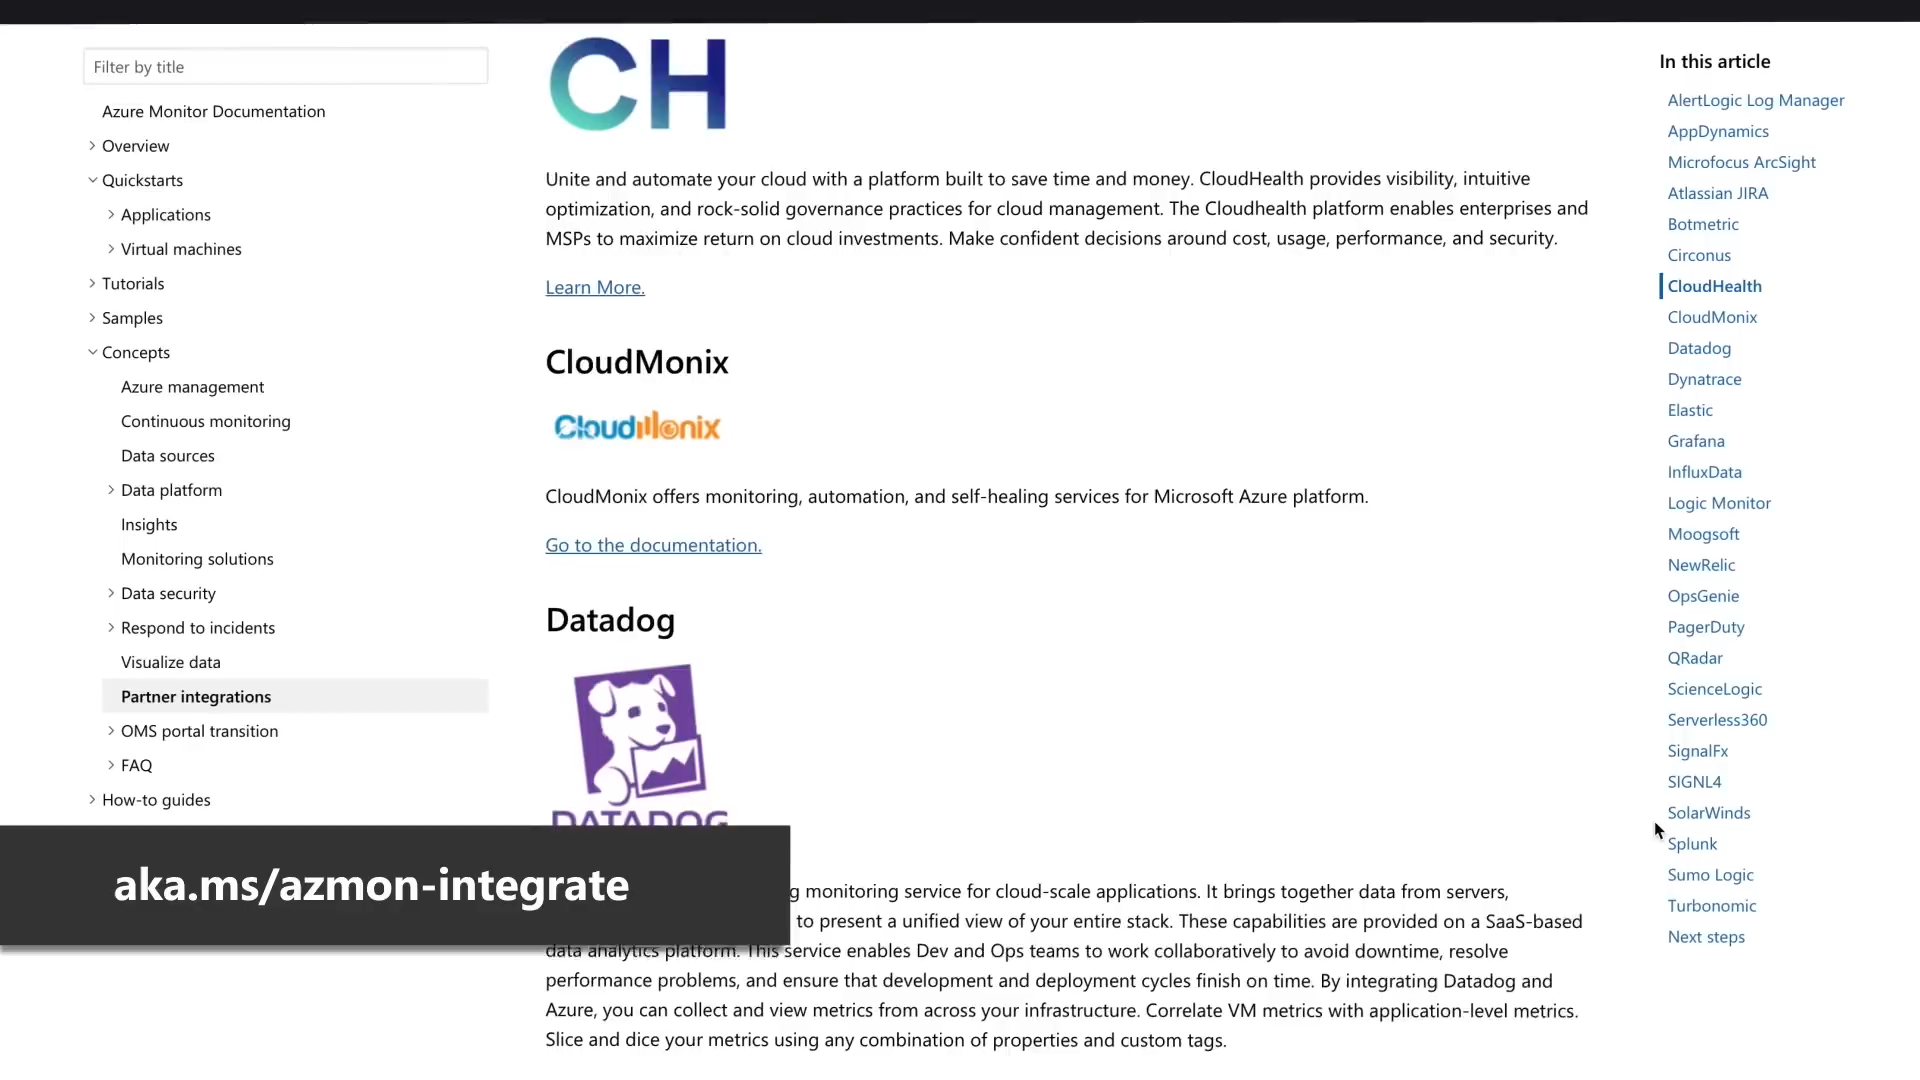 Filter by title
Azure Monitor Documentation
Overview
Quickstarts
Applications
Virtual machines
Tutorials
Samples
Concepts
Azure management
Continuous monitoring
Data sources
Data platform
Insights
Monitoring solutions
Data security
Respond to incidents
Visualize data
Partner integrations
OMS portal transition
FAQ
How-to guides
CH
Unite and automate your cloud with a platform built to save time and money. CloudHealth provides visibility, intuitive
optimization, and rock-solid governance practices for cloud management. The Cloudhealth platform enables enterprises and
MSPs to maximize return on cloud investments. Make confident decisions around cost, usage, performance, and security.
Learn More.
CloudMonix
CloudMonix
CloudMonix offers monitoring, automation, and self-healing services for Microsoft Azure platform.
Go to the documentation.
Datadog
DATADOG
aka.ms/azmon-integrate
monitoring service for cloud-scale applications. It brings together data from servers,
to present a unified view of your entire stack. These capabilities are provided on a SaaS-based
data analytics platform. This service enables Dev and Ops teams to work collaboratively to avoid downtime, resolve
performance problems, and ensure that development and deployment cycles finish on time. By integrating Datadog and
Azure, you can collect and view metrics from across your infrastructure. Correlate VM metrics with application-level metrics.
Slice and dice your metrics using any combination of properties and custom tags.
In this article
AlertLogic Log Manager
AppDynamics
Microfocus ArcSight
Atlassian JIRA
Botmetric
Circonus
CloudHealth
CloudMonix
Datadog
Dynatrace
Elastic
Grafana
InfluxData
Logic Monitor
Moogsoft
NewRelic
OpsGenie
PagerDuty
QRadar
ScienceLogic
Serverless360
SignalFx
SIGNL4
SolarWinds
Splunk
Sumo Logic
Turbonomic
Next steps